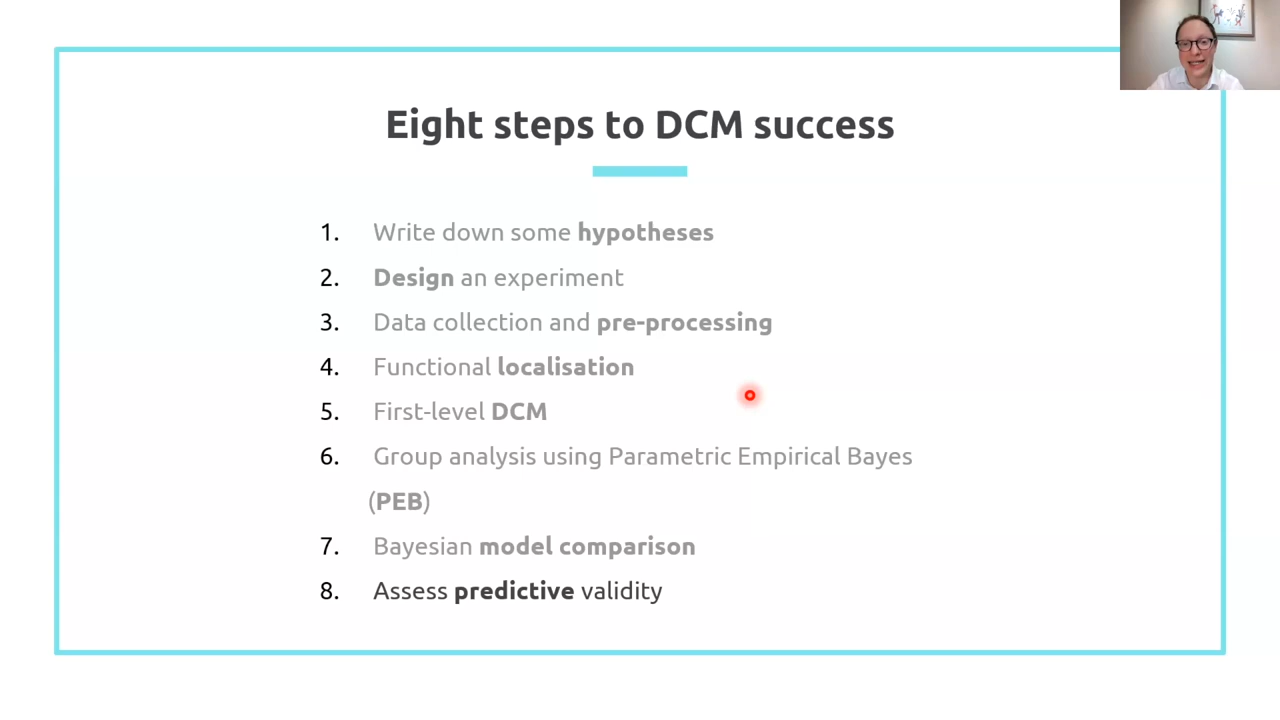 Eight steps to DCM success
1. Write down some hypotheses
2. Design an experiment
3. Data collection and pre-processing
4. Functional localisation
5. First-level DCM
6. Group analysis using Parametric Empirical Bayes
(PEB)
7. Bayesian model comparison
8. Assess predictive validity